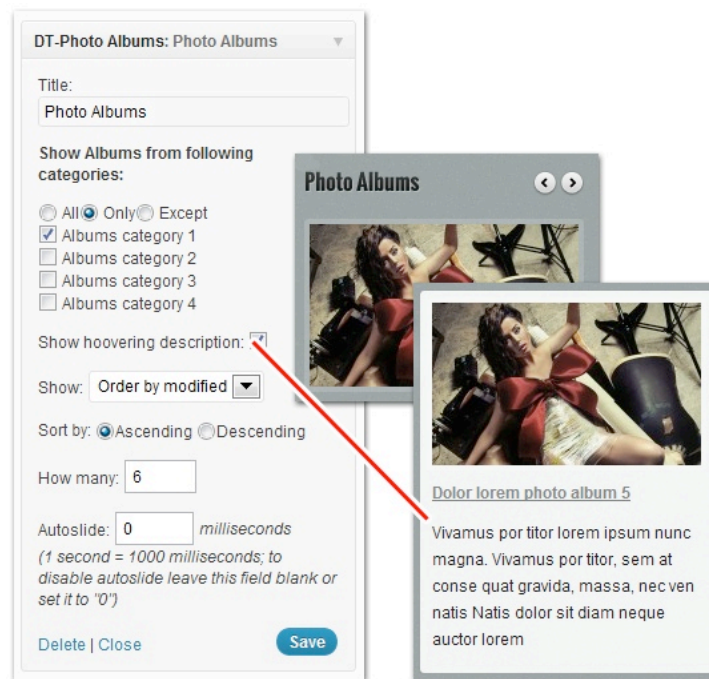 DT-Photo Albums: Photo Albums
Title:
Photo Albums
Show Albums from following
categories:
All Only Except
Albums category 1
Albums category 2
Albums category 3
Albums category 4
Show hoovering description:
Show: Order by modified
Sort by: Ascending Descending
How many: 6
Autoslide: 0 milliseconds
(1 second = 1000 milliseconds; to
disable autoslide leave this field blank or
set it to "0")
Delete | Close
Save
Photo Albums
Dolor lorem photo album 5
Vivamus por titor lorem ipsum nunc
magna. Vivamus por titor, sem at
conse quat gravida, massa, nec ven
natis Natis dolor sit diam neque
auctor lorem